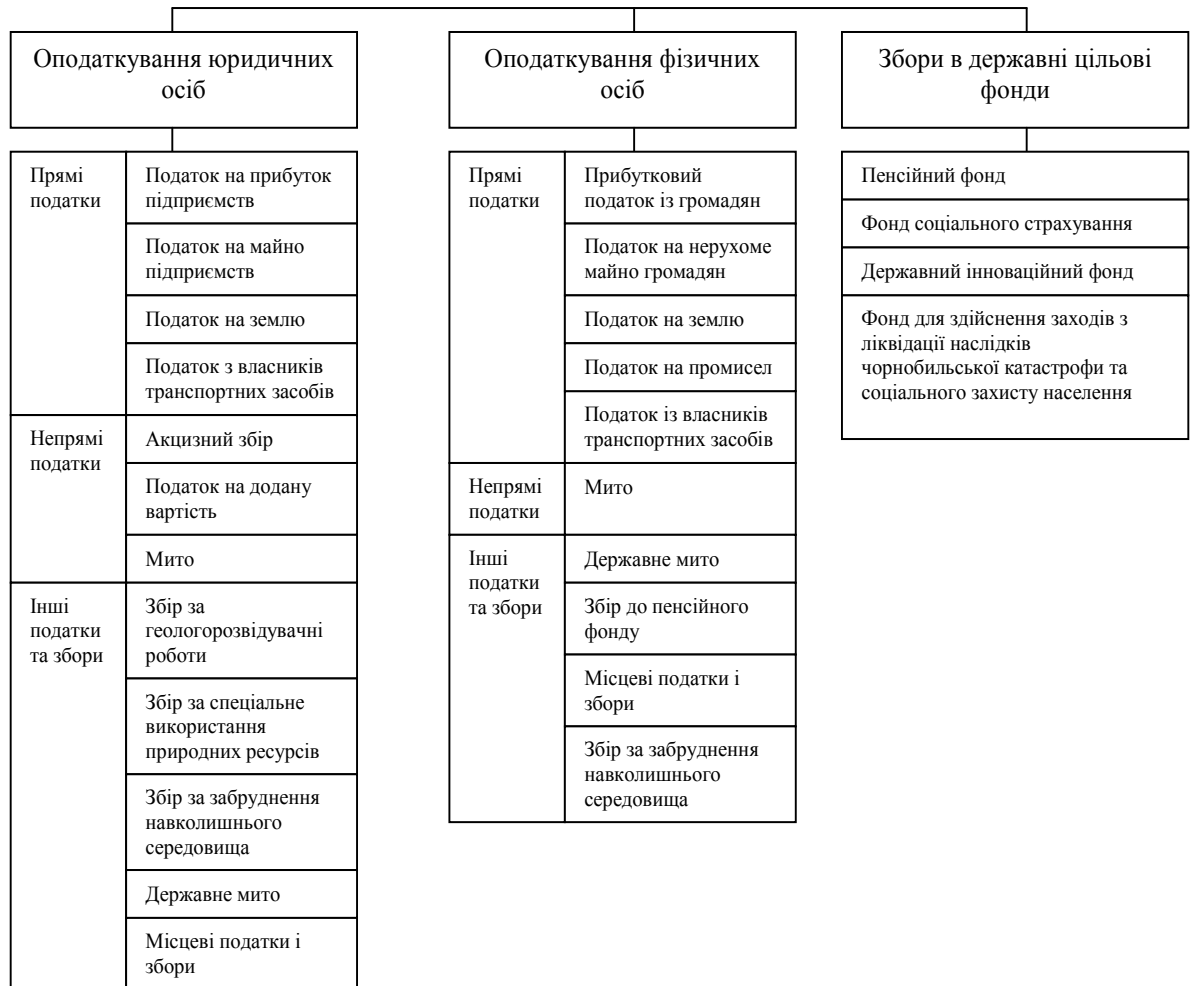 Оподаткування юридичних
осіб
Прямі
податки
Податок на прибуток
підприємств
Податок на майно
підприємств
Податок на землю
Податок з власників
транспортних засобів
Непрямі
податки
Акцизний збір
Податок на додану
вартість
Мито
Інші
податки
та збори
Збір за
геологорозвідувачні
роботи
Збір за спеціальне
використання
природних ресурсів
Збір за забруднення
навколишнього
середовища
Державне мито
Місцеві податки і
збори
Оподаткування фізичних
осіб
Прямі
податки
Прибутковий
податок із громадян
Податок на нерухоме
майно громадян
Податок на землю
Податок на промисел
Податок із власників
транспортних засобів
Непрямі
податки
Мито
Інші
податки
та збори
Державне мито
Збір до пенсійного
фонду
Місцеві податки і
збори
Збір за забруднення
навколишнього
середовища
Збори в державні цільові
фонди
Пенсійний фонд
Фонд соціального страхування
Державний інноваційний фонд
Фонд для здійснення заходів з
ліквідації наслідків
чорнобильської катастрофи та
соціального захисту населення